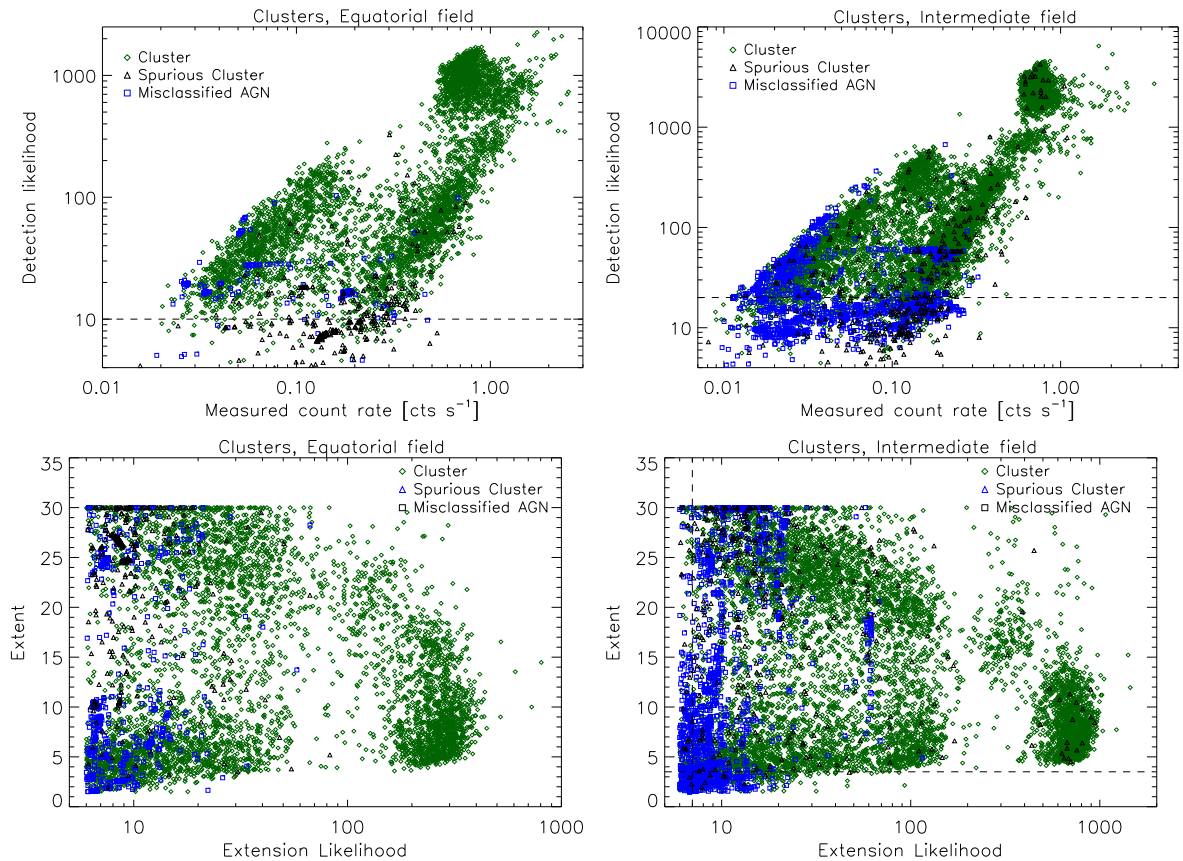 Clusters, Equatorial field
Cluster
Spurious Cluster
Misclassified AGN
1000
100
10
Detection likelihood
0.01
0.10
1.00
Measured count rate [cts s⁻¹]
Clusters, Intermediate field
Cluster
Spurious Cluster
Misclassified AGN
10000
1000
100
10
Detection likelihood
0.01
0.10
1.00
Measured count rate [cts s⁻¹]
Clusters, Equatorial field
Cluster
Spurious Cluster
Misclassified AGN
35
30
25
20
15
10
5
0
Extent
10
100
1000
Extension Likelihood
Clusters, Intermediate field
Cluster
Spurious Cluster
Misclassified AGN
35
30
25
20
15
10
5
0
Extent
10
100
1000
Extension Likelihood